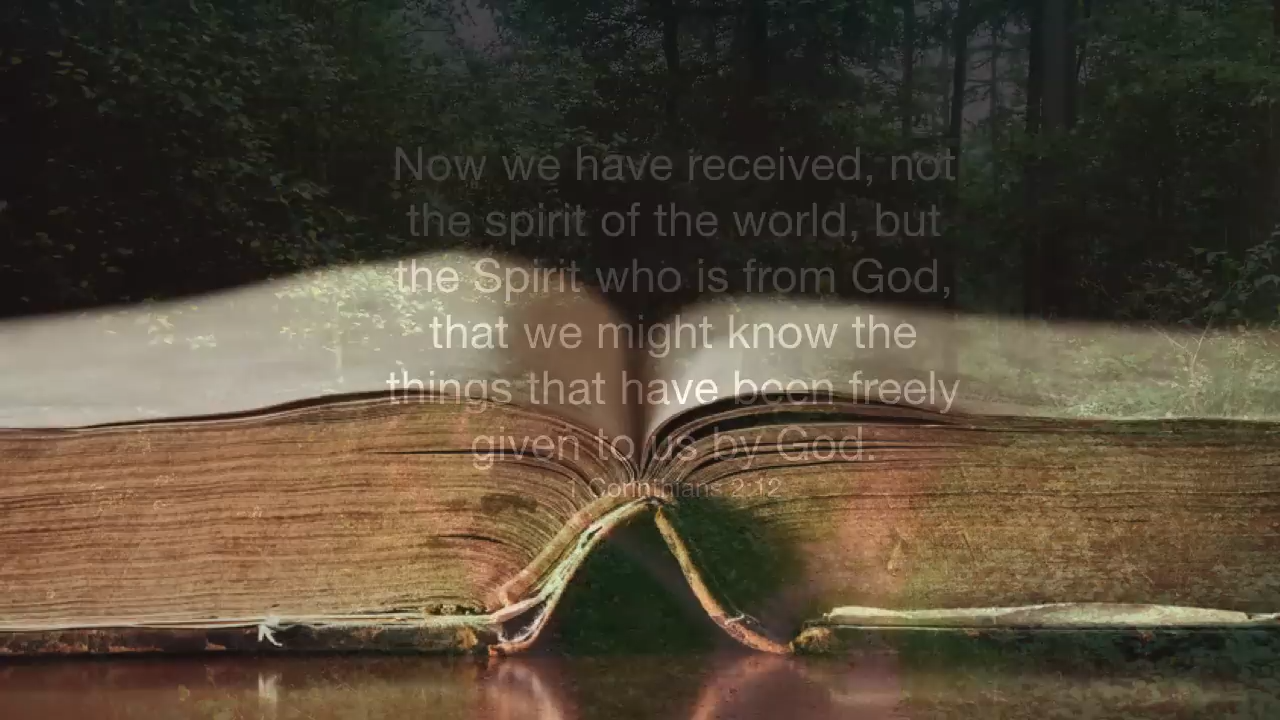 Now we have received, not
the spirit of the world, but
the Spirit who is from God,
that we might know the
things that have been freely
given to us by God.
1 Corinthians 2:12